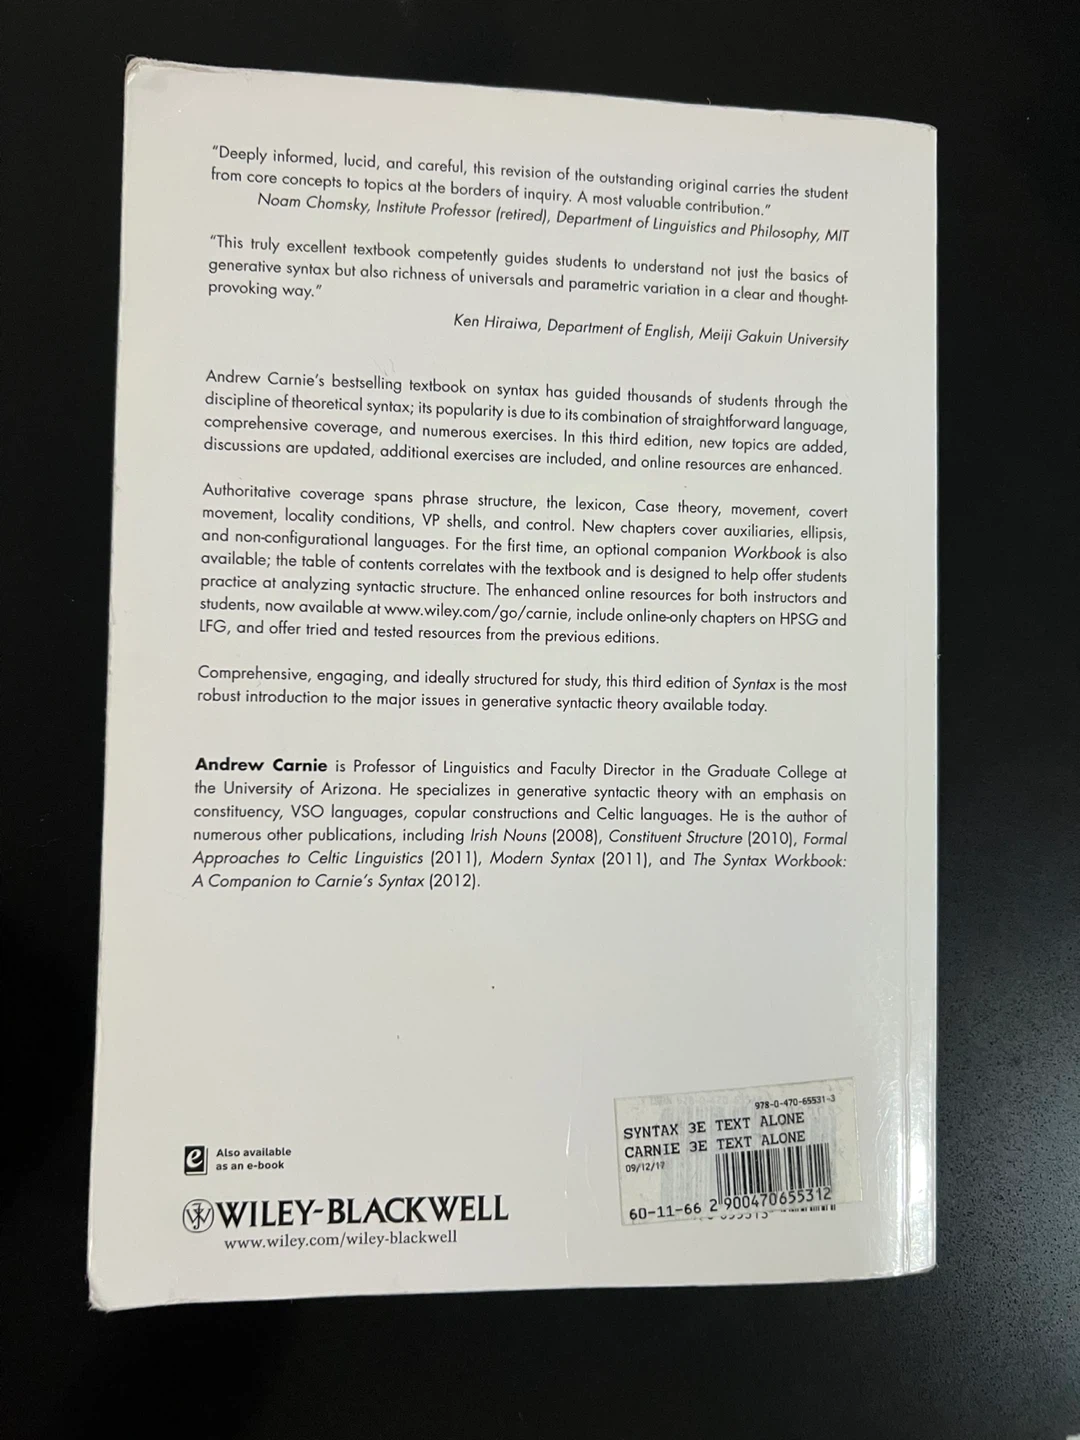 "Deeply informed, lucid, and careful, this revision of the outstanding original carries the student
from core concepts to topics at the borders of inquiry. A most valuable contribution."
Noam Chomsky, Institute Professor (retired), Department of Linguistics and Philosophy, MIT
"This truly excellent textbook competently guides students to understand not just the basics of
generative syntax but also richness of universals and parametric variation in a clear and thought-
provoking way."
Ken Hiraiwa, Department of English, Meiji Gakuin University
Andrew Carnie's bestselling textbook on syntax has guided thousands of students through the
discipline of theoretical syntax; its popularity is due to its combination of straightforward language,
comprehensive coverage, and numerous exercises. In this third edition, new topics are added,
discussions are updated, additional exercises are included, and online resources are enhanced.
Authoritative coverage spans phrase structure, the lexicon, Case theory, movement, covert
movement, locality conditions, VP shells, and control. New chapters cover auxiliaries, ellipsis,
and non-configurational languages. For the first time, an optional companion Workbook is also
available; the table of contents correlates with the textbook and is designed to help offer students
practice at analyzing syntactic structure. The enhanced online resources for both instructors and
students, now available at www.wiley.com/go/carnie, include online-only chapters on HPSG and
LFG, and offer tried and tested resources from the previous editions.
Comprehensive, engaging, and ideally structured for study, this third edition of Syntax is the most
robust introduction to the major issues in generative syntactic theory available today.
Andrew Carnie is Professor of Linguistics and Faculty Director in the Graduate College at
the University of Arizona. He specializes in generative syntactic theory with an emphasis on
constituency, VSO languages, copular constructions and Celtic languages. He is the author of
numerous other publications, including Irish Nouns (2008), Constituent Structure (2010), Formal
Approaches to Celtic Linguistics (2011), Modern Syntax (2011), and The Syntax Workbook:
A Companion to Carnie's Syntax (2012).
978-0-470-65531-3
SYNTAX 3E TEXT ALONE
CARNIE 3E TEXT ALONE
09/12/17
60-11-66 2 900470655312
e Also available
as an e-book
WILEY-BLACKWELL
www.wiley.com/wiley-blackwell